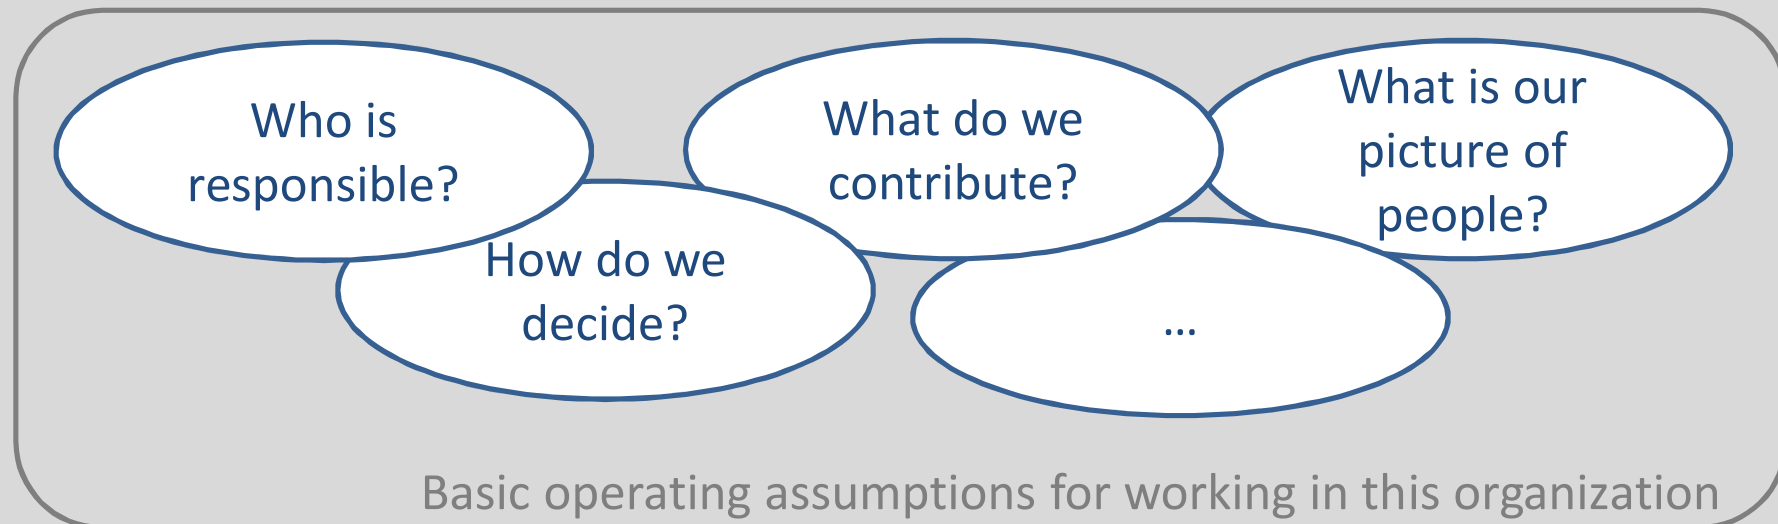 Who is
responsible?
What do we
contribute?
What is our
picture of
people?
How do we
decide?
...
Basic operating assumptions for working in this organization